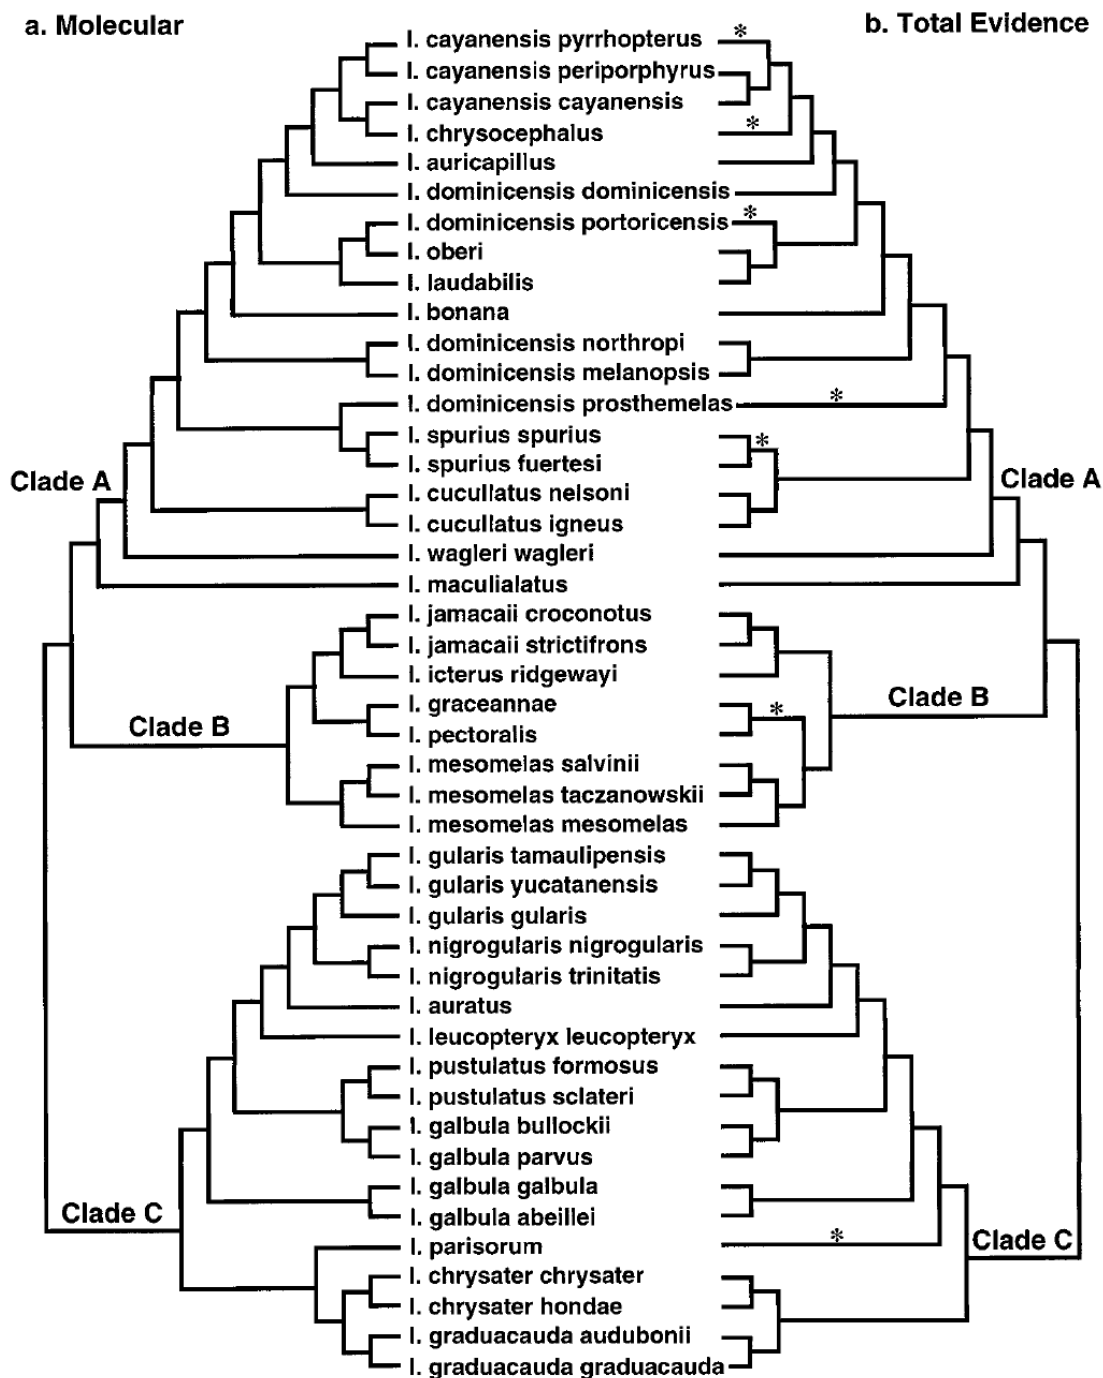 a. Molecular
b. Total Evidence
I. cayanensis pyrrhopterus *
I. cayanensis periporphyrus
I. cayanensis cayanensis
I. chrysocephalus *
I. auricapillus
I. dominicensis dominicensis
I. dominicensis portoricensis *
I. oberi
I. laudabilis
I. bonana
I. dominicensis northropi
I. dominicensis melanopsis
I. dominicensis prosthemelas *
I. spurius spurius *
I. spurius fuertesi
Clade A
Clade A
I. cucullatus nelsoni
I. cucullatus igneus
I. wagleri wagleri
I. maculialatus
I. jamacaii croconotus
I. jamacaii strictifrons
I. icterus ridgewayi
Clade B
Clade B
I. graceannae *
I. pectoralis
I. mesomelas salvinii
I. mesomelas taczanowskii
I. mesomelas mesomelas
I. gularis tamaulipensis
I. gularis yucatanensis
I. gularis gularis
I. nigrogularis nigrogularis
I. nigrogularis trinitatis
I. auratus
I. leucopteryx leucopteryx
I. pustulatus formosus
I. pustulatus sclateri
I. galbula bullockii
I. galbula parvus
I. galbula galbula
I. galbula abeillei
Clade C
Clade C
I. parisorum *
I. chrysater chrysater
I. chrysater hondae
I. graduacauda audubonii
I. graduacauda graduacauda